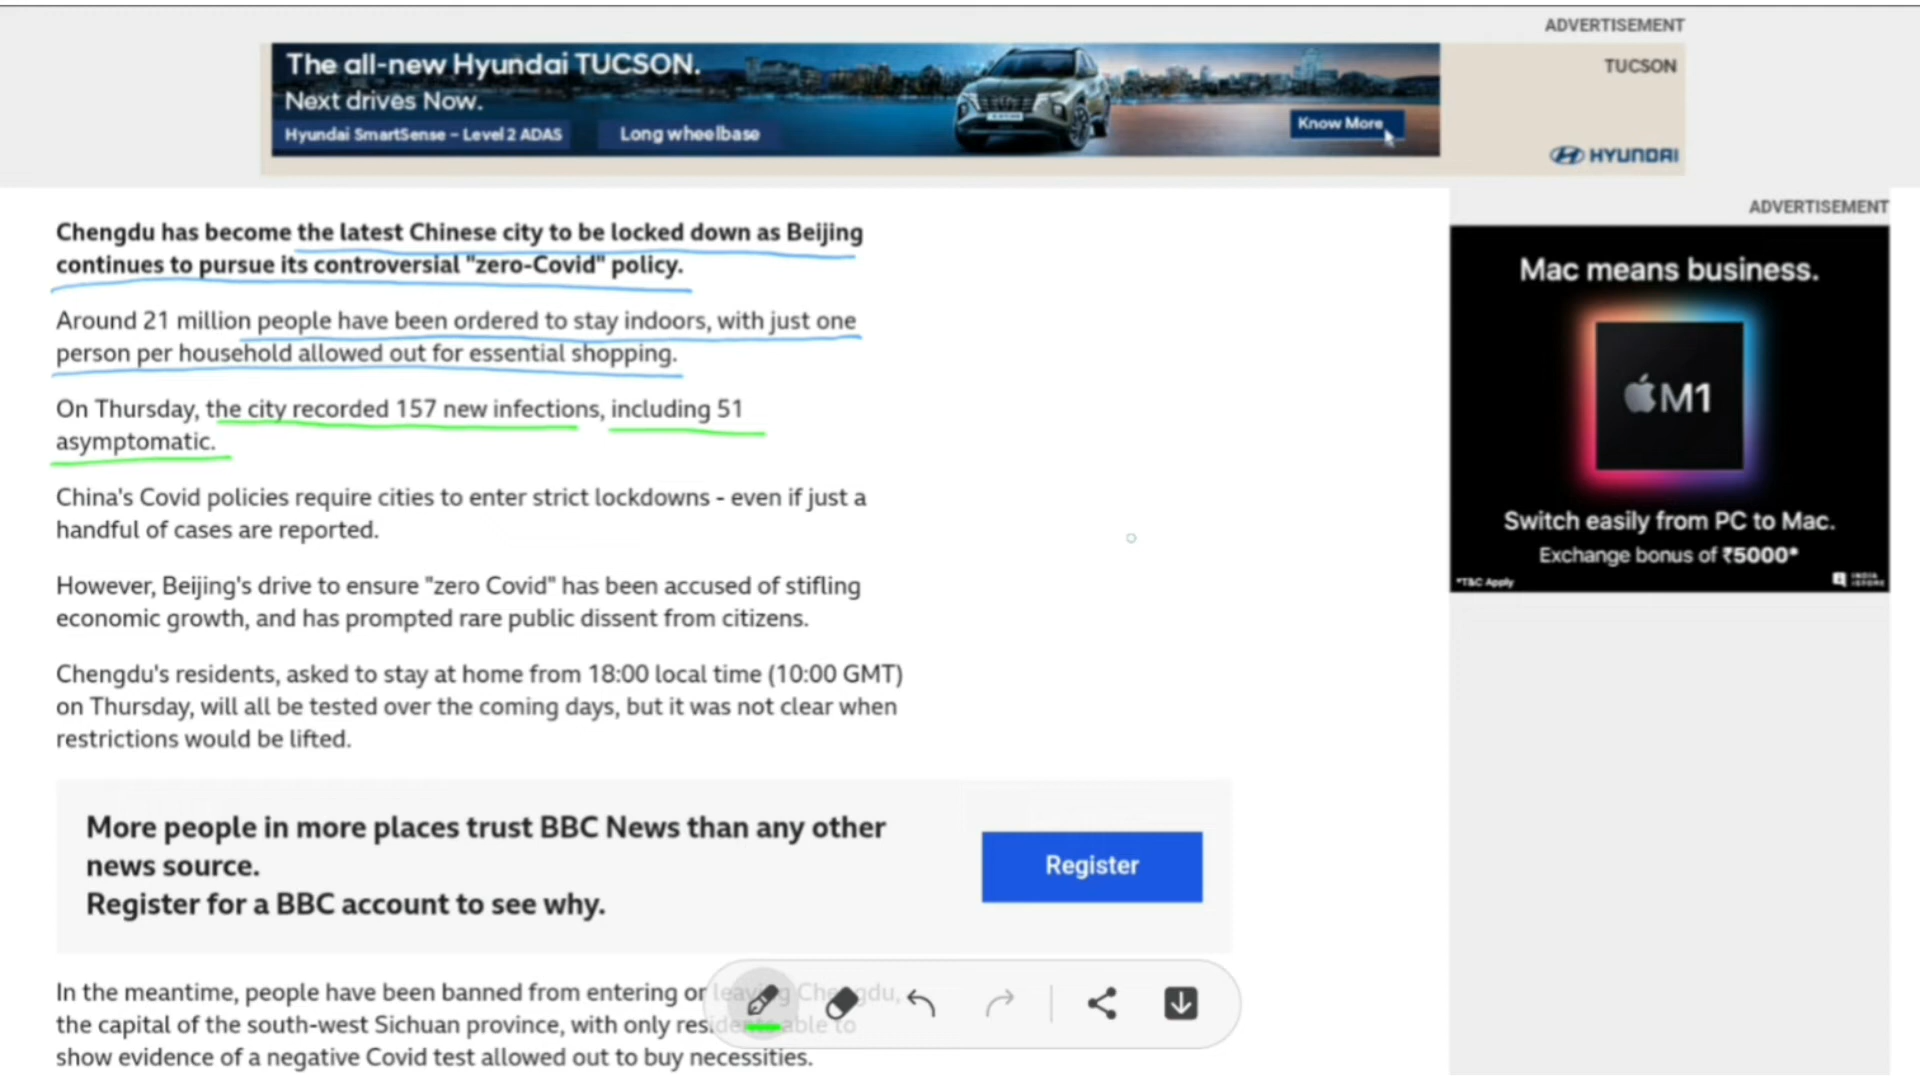 ADVERTISEMENT
The all-new Hyundai TUCSON.
Next drives Now.
Hyundai SmartSense – Level 2 ADAS
Long wheelbase
Know More
TUCSON
HYUNDAI
ADVERTISEMENT
Mac means business.
M1
Switch easily from PC to Mac.
Exchange bonus of ₹5000*
*T&C Apply
Chengdu has become the latest Chinese city to be locked down as Beijing
continues to pursue its controversial "zero-Covid" policy.
Around 21 million people have been ordered to stay indoors, with just one
person per household allowed out for essential shopping.
On Thursday, the city recorded 157 new infections, including 51
asymptomatic.
China's Covid policies require cities to enter strict lockdowns - even if just a
handful of cases are reported.
However, Beijing's drive to ensure "zero Covid" has been accused of stifling
economic growth, and has prompted rare public dissent from citizens.
Chengdu's residents, asked to stay at home from 18:00 local time (10:00 GMT)
on Thursday, will all be tested over the coming days, but it was not clear when
restrictions would be lifted.
More people in more places trust BBC News than any other
news source.
Register for a BBC account to see why.
Register
In the meantime, people have been banned from entering or leaving Chengdu,
the capital of the south-west Sichuan province, with only residents able to
show evidence of a negative Covid test allowed out to buy necessities.